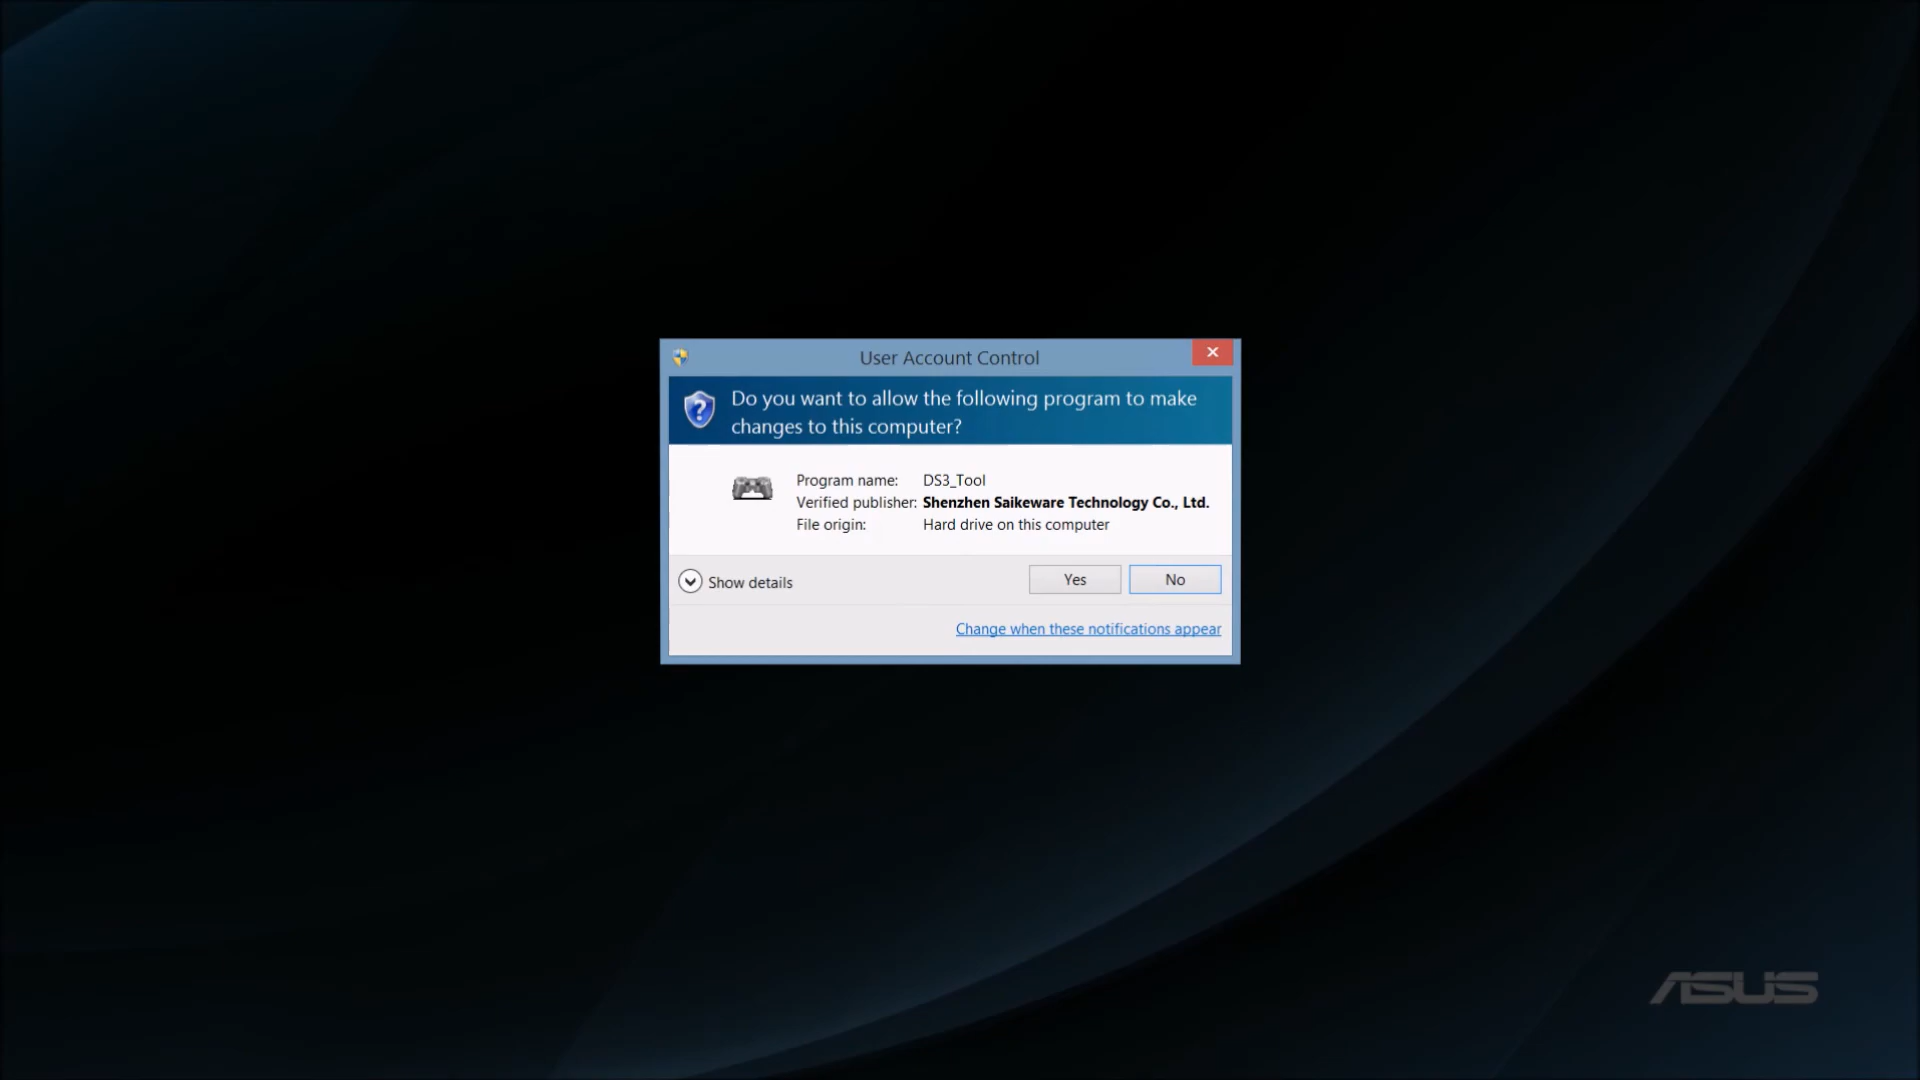 User Account Control
Do you want to allow the following program to make
changes to this computer?
Program name: DS3_Tool
Verified publisher: Shenzhen Saikeware Technology Co., Ltd.
File origin: Hard drive on this computer
Show details
Yes
No
Change when these notifications appear
ASUS